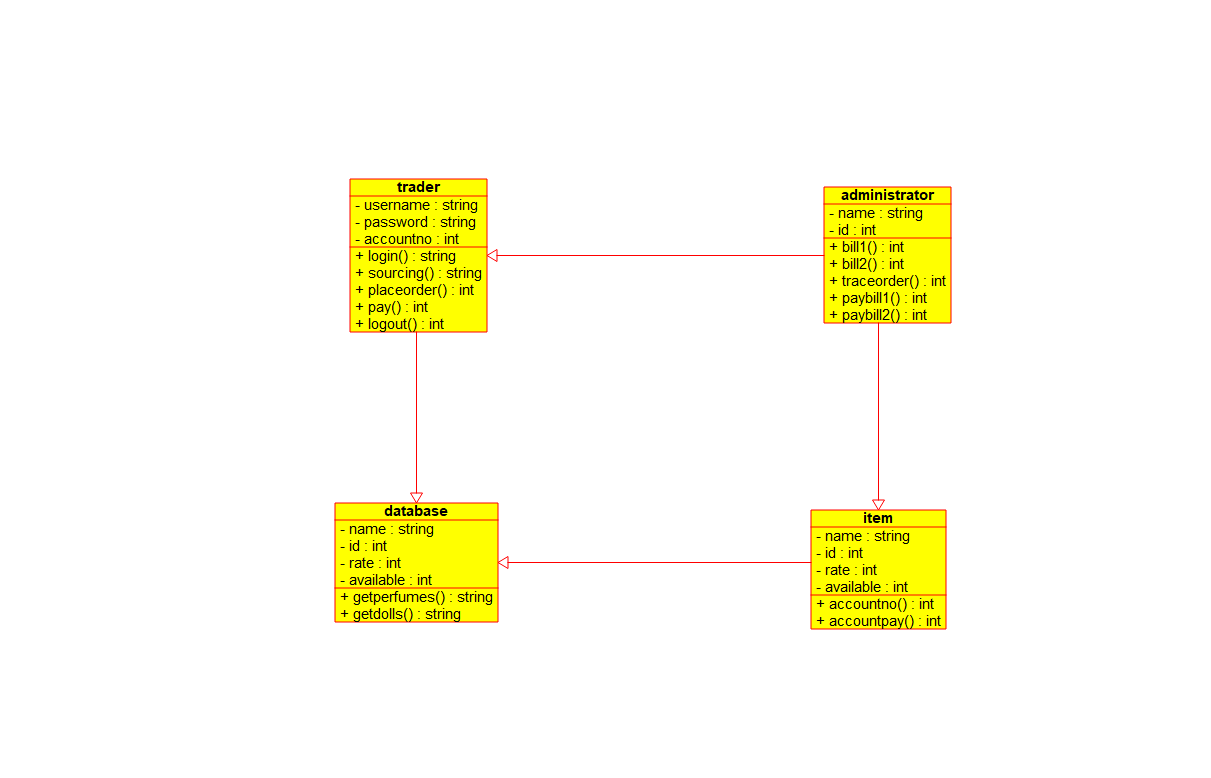 trader
- username : string
- password : string
- accountno : int
+ login() : string
+ sourcing() : string
+ placeorder() : int
+ pay() : int
+ logout() : int
administrator
- name : string
- id : int
+ bill1() : int
+ bill2() : int
+ traceorder() : int
+ paybill1() : int
+ paybill2() : int
database
- name : string
- id : int
- rate : int
- available : int
+ getperfumes() : string
+ getdolls() : string
item
- name : string
- id : int
- rate : int
- available : int
+ accountno() : int
+ accountpay() : int